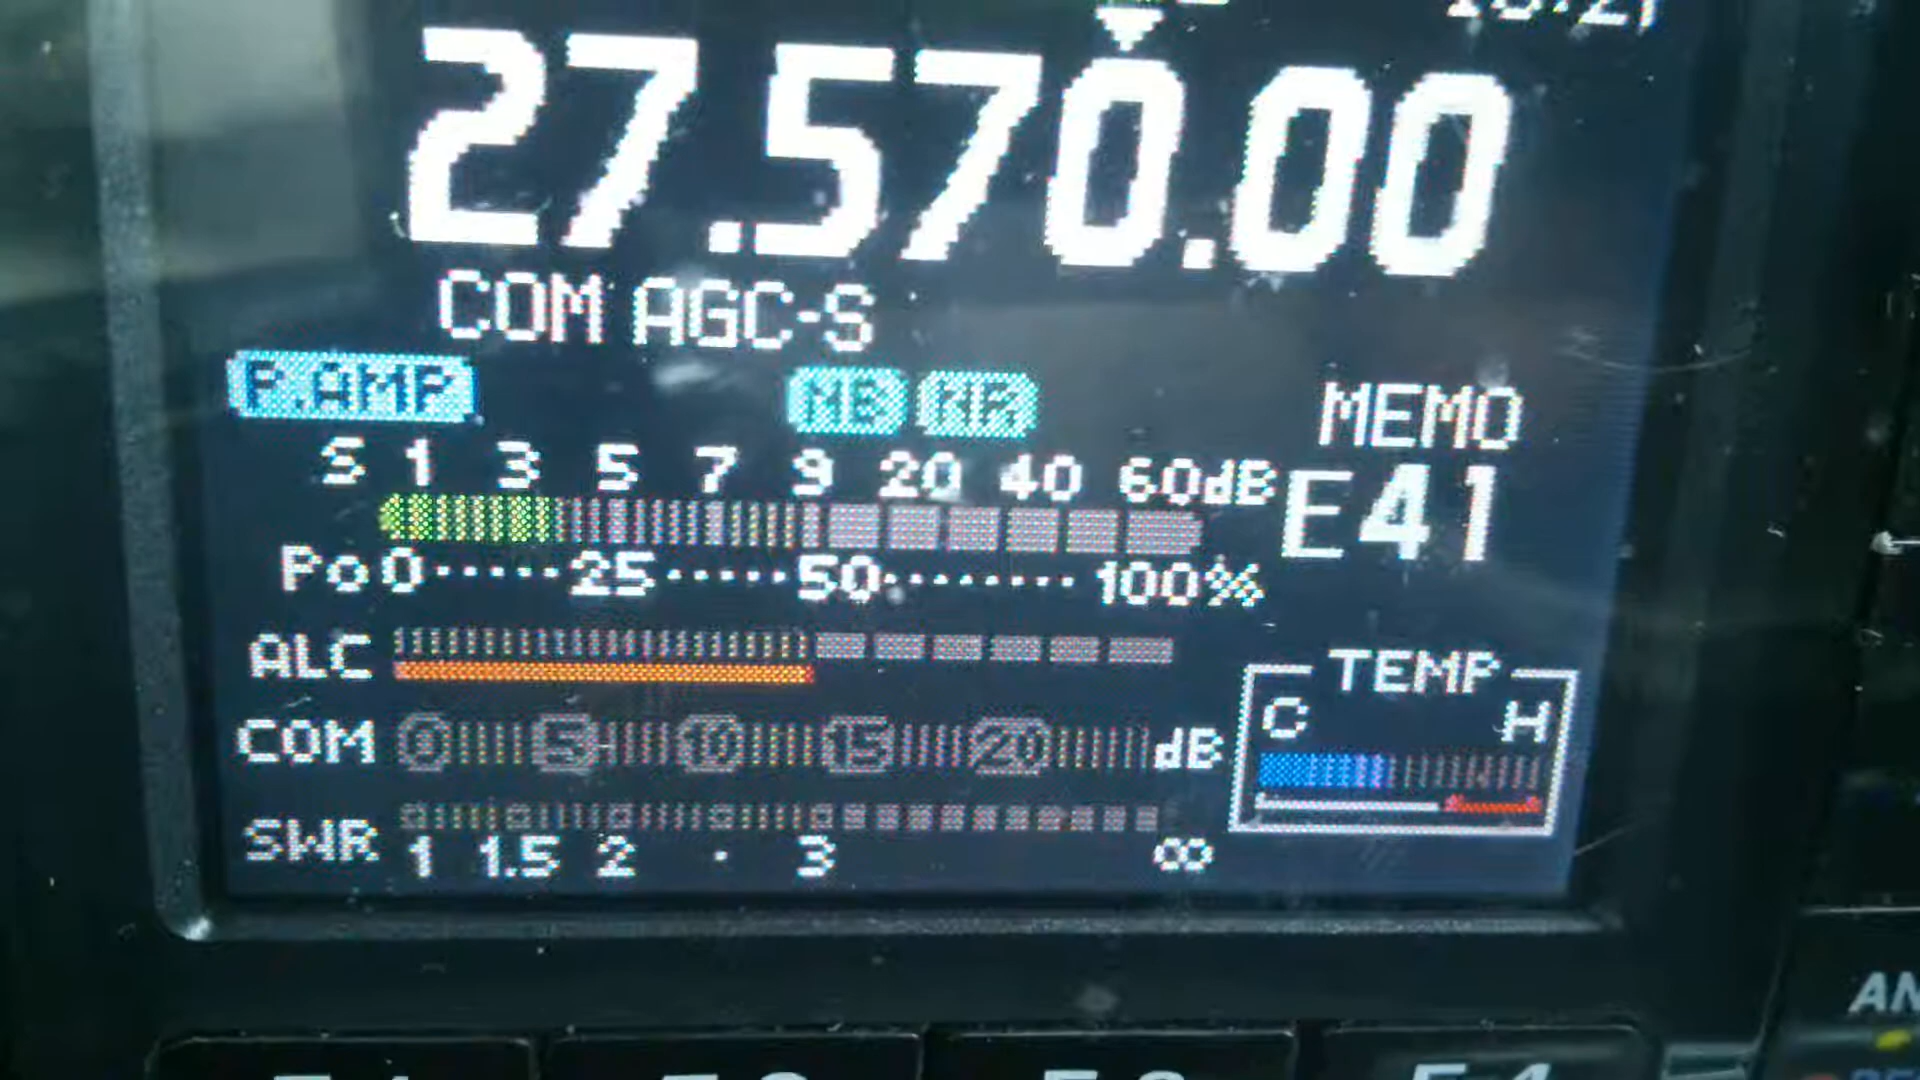 27.570.00
COM AGC-S
P.AMP NB NR MEMO
S 1 3 5 7 9 20 40 60dB E41
Po 0 25 50 100%
ALC TEMP
C H
COM 0 5 10 15 20 dB
SWR 1 1.5 2 3 ∞